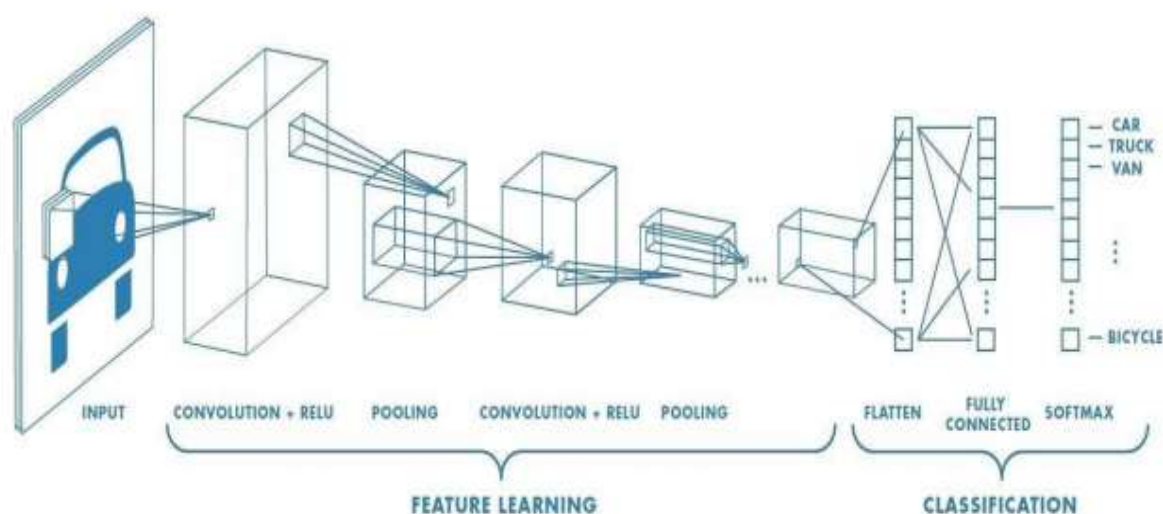 CAR
TRUCK
VAN
BICYCLE
INPUT
CONVOLUTION + RELU
POOLING
CONVOLUTION + RELU
POOLING
FLATTEN
FULLY
CONNECTED
SOFTMAX
FEATURE LEARNING
CLASSIFICATION